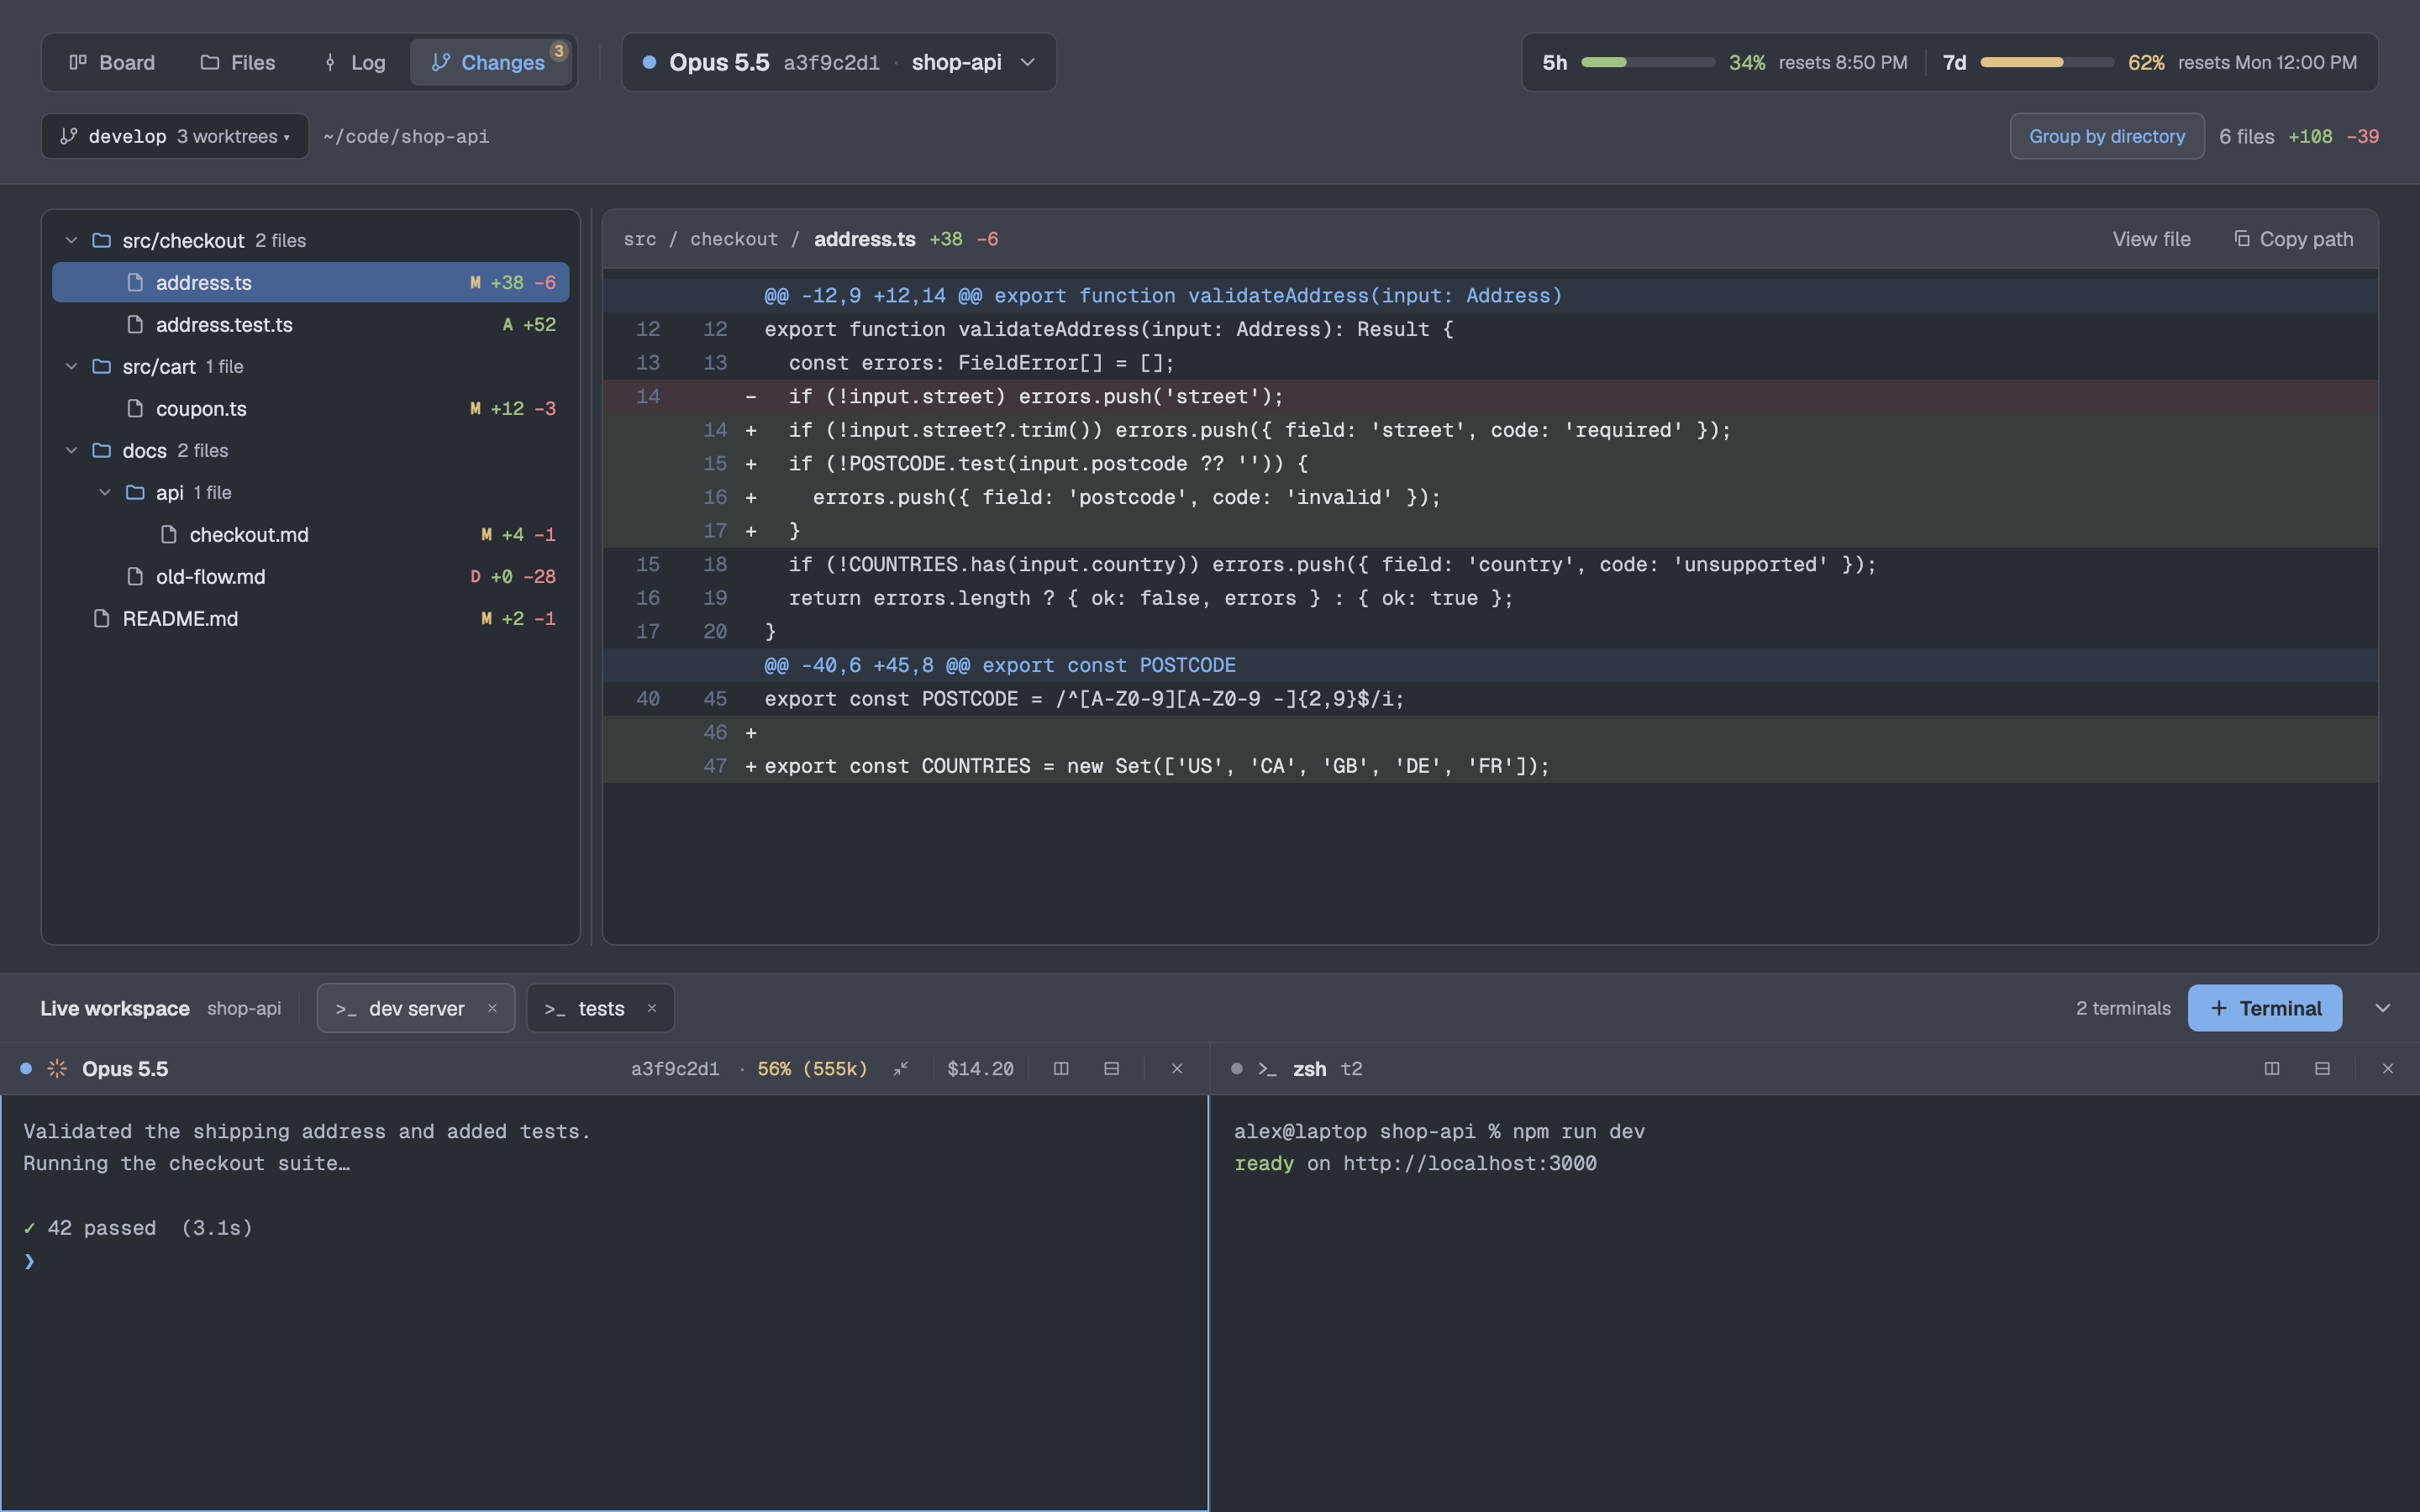 Board Files Log Changes 3 Opus 5.5 a3f9c2d1 · shop-api 5h 34% resets 8:50 PM 7d 62% resets Mon 12:00 PM
develop 3 worktrees ▾ ~/code/shop-api Group by directory 6 files +108 −39
src/checkout 2 files
address.ts M +38 −6
address.test.ts A +52
src/cart 1 file
coupon.ts M +12 −3
docs 2 files
api 1 file
checkout.md M +4 −1
old-flow.md D +0 −28
README.md M +2 −1
src / checkout / address.ts +38 −6 View file Copy path
@@ -12,9 +12,14 @@ export function validateAddress(input: Address)
12 12 export function validateAddress(input: Address): Result {
13 13 const errors: FieldError[] = [];
14 − if (!input.street) errors.push('street');
14 + if (!input.street?.trim()) errors.push({ field: 'street', code: 'required' });
15 + if (!POSTCODE.test(input.postcode ?? '')) {
16 + errors.push({ field: 'postcode', code: 'invalid' });
17 + }
15 18 if (!COUNTRIES.has(input.country)) errors.push({ field: 'country', code: 'unsupported' });
16 19 return errors.length ? { ok: false, errors } : { ok: true };
17 20 }
@@ -40,6 +45,8 @@ export const POSTCODE
40 45 export const POSTCODE = /^[A-Z0-9][A-Z0-9 -]{2,9}$/i;
46 +
47 + export const COUNTRIES = new Set(['US', 'CA', 'GB', 'DE', 'FR']);
Live workspace shop-api >_ dev server × >_ tests × 2 terminals + Terminal
Opus 5.5 a3f9c2d1 · 56% (555k) $14.20 ×
Validated the shipping address and added tests.
Running the checkout suite…
✓ 42 passed (3.1s)
❯
>_ zsh t2 ×
alex@laptop shop-api % npm run dev
ready on http://localhost:3000